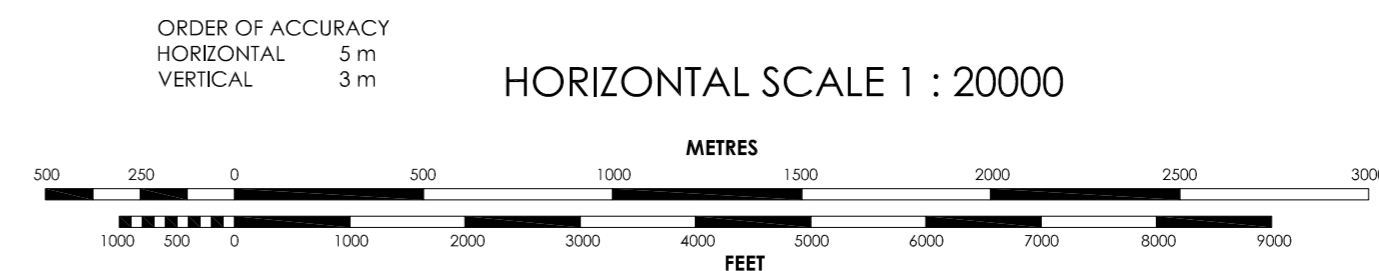 ORDER OF ACCURACY
HORIZONTAL 5 m
VERTICAL 3 m
HORIZONTAL SCALE 1 : 20000
METRES
500 250 0 500 1000 1500 2000 2500 3000
1000 500 0 1000 2000 3000 4000 5000 6000 7000 8000 9000
FEET